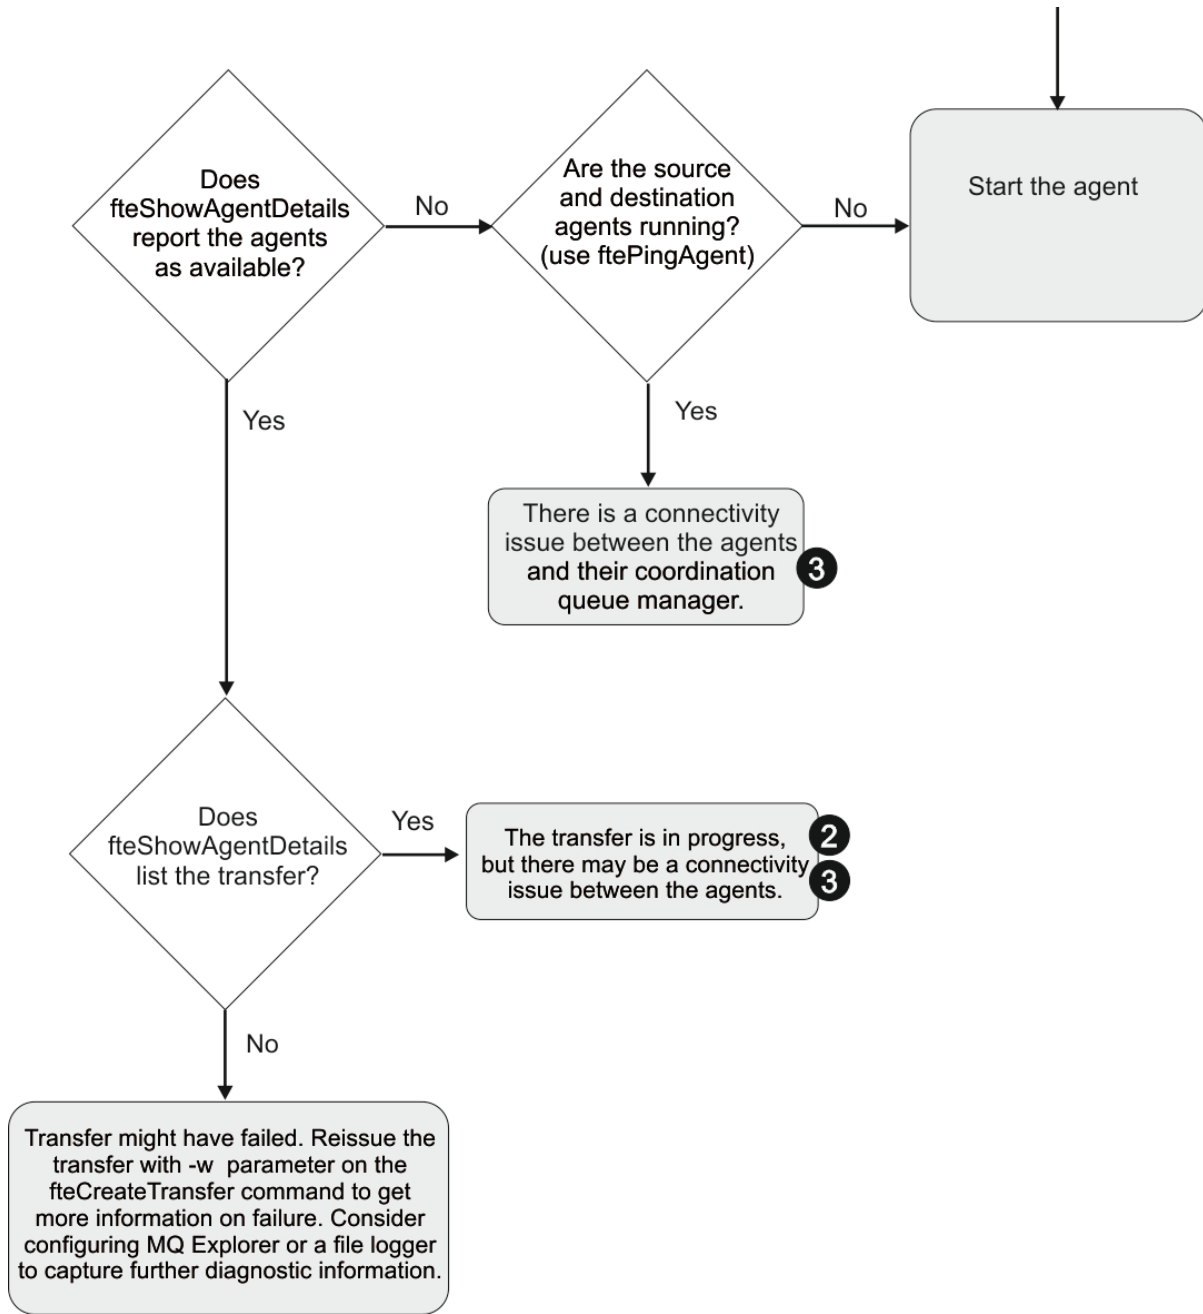 Does
fteShowAgentDetails
report the agents
as available?
No
Are the source
and destination
agents running?
(use ftePingAgent)
No
Start the agent
Yes
Yes
There is a connectivity
issue between the agents
and their coordination
queue manager.
3
Does
fteShowAgentDetails
list the transfer?
Yes
The transfer is in progress,
but there may be a connectivity
issue between the agents.
2
3
No
Transfer might have failed. Reissue the
transfer with -w parameter on the
fteCreateTransfer command to get
more information on failure. Consider
configuring MQ Explorer or a file logger
to capture further diagnostic information.